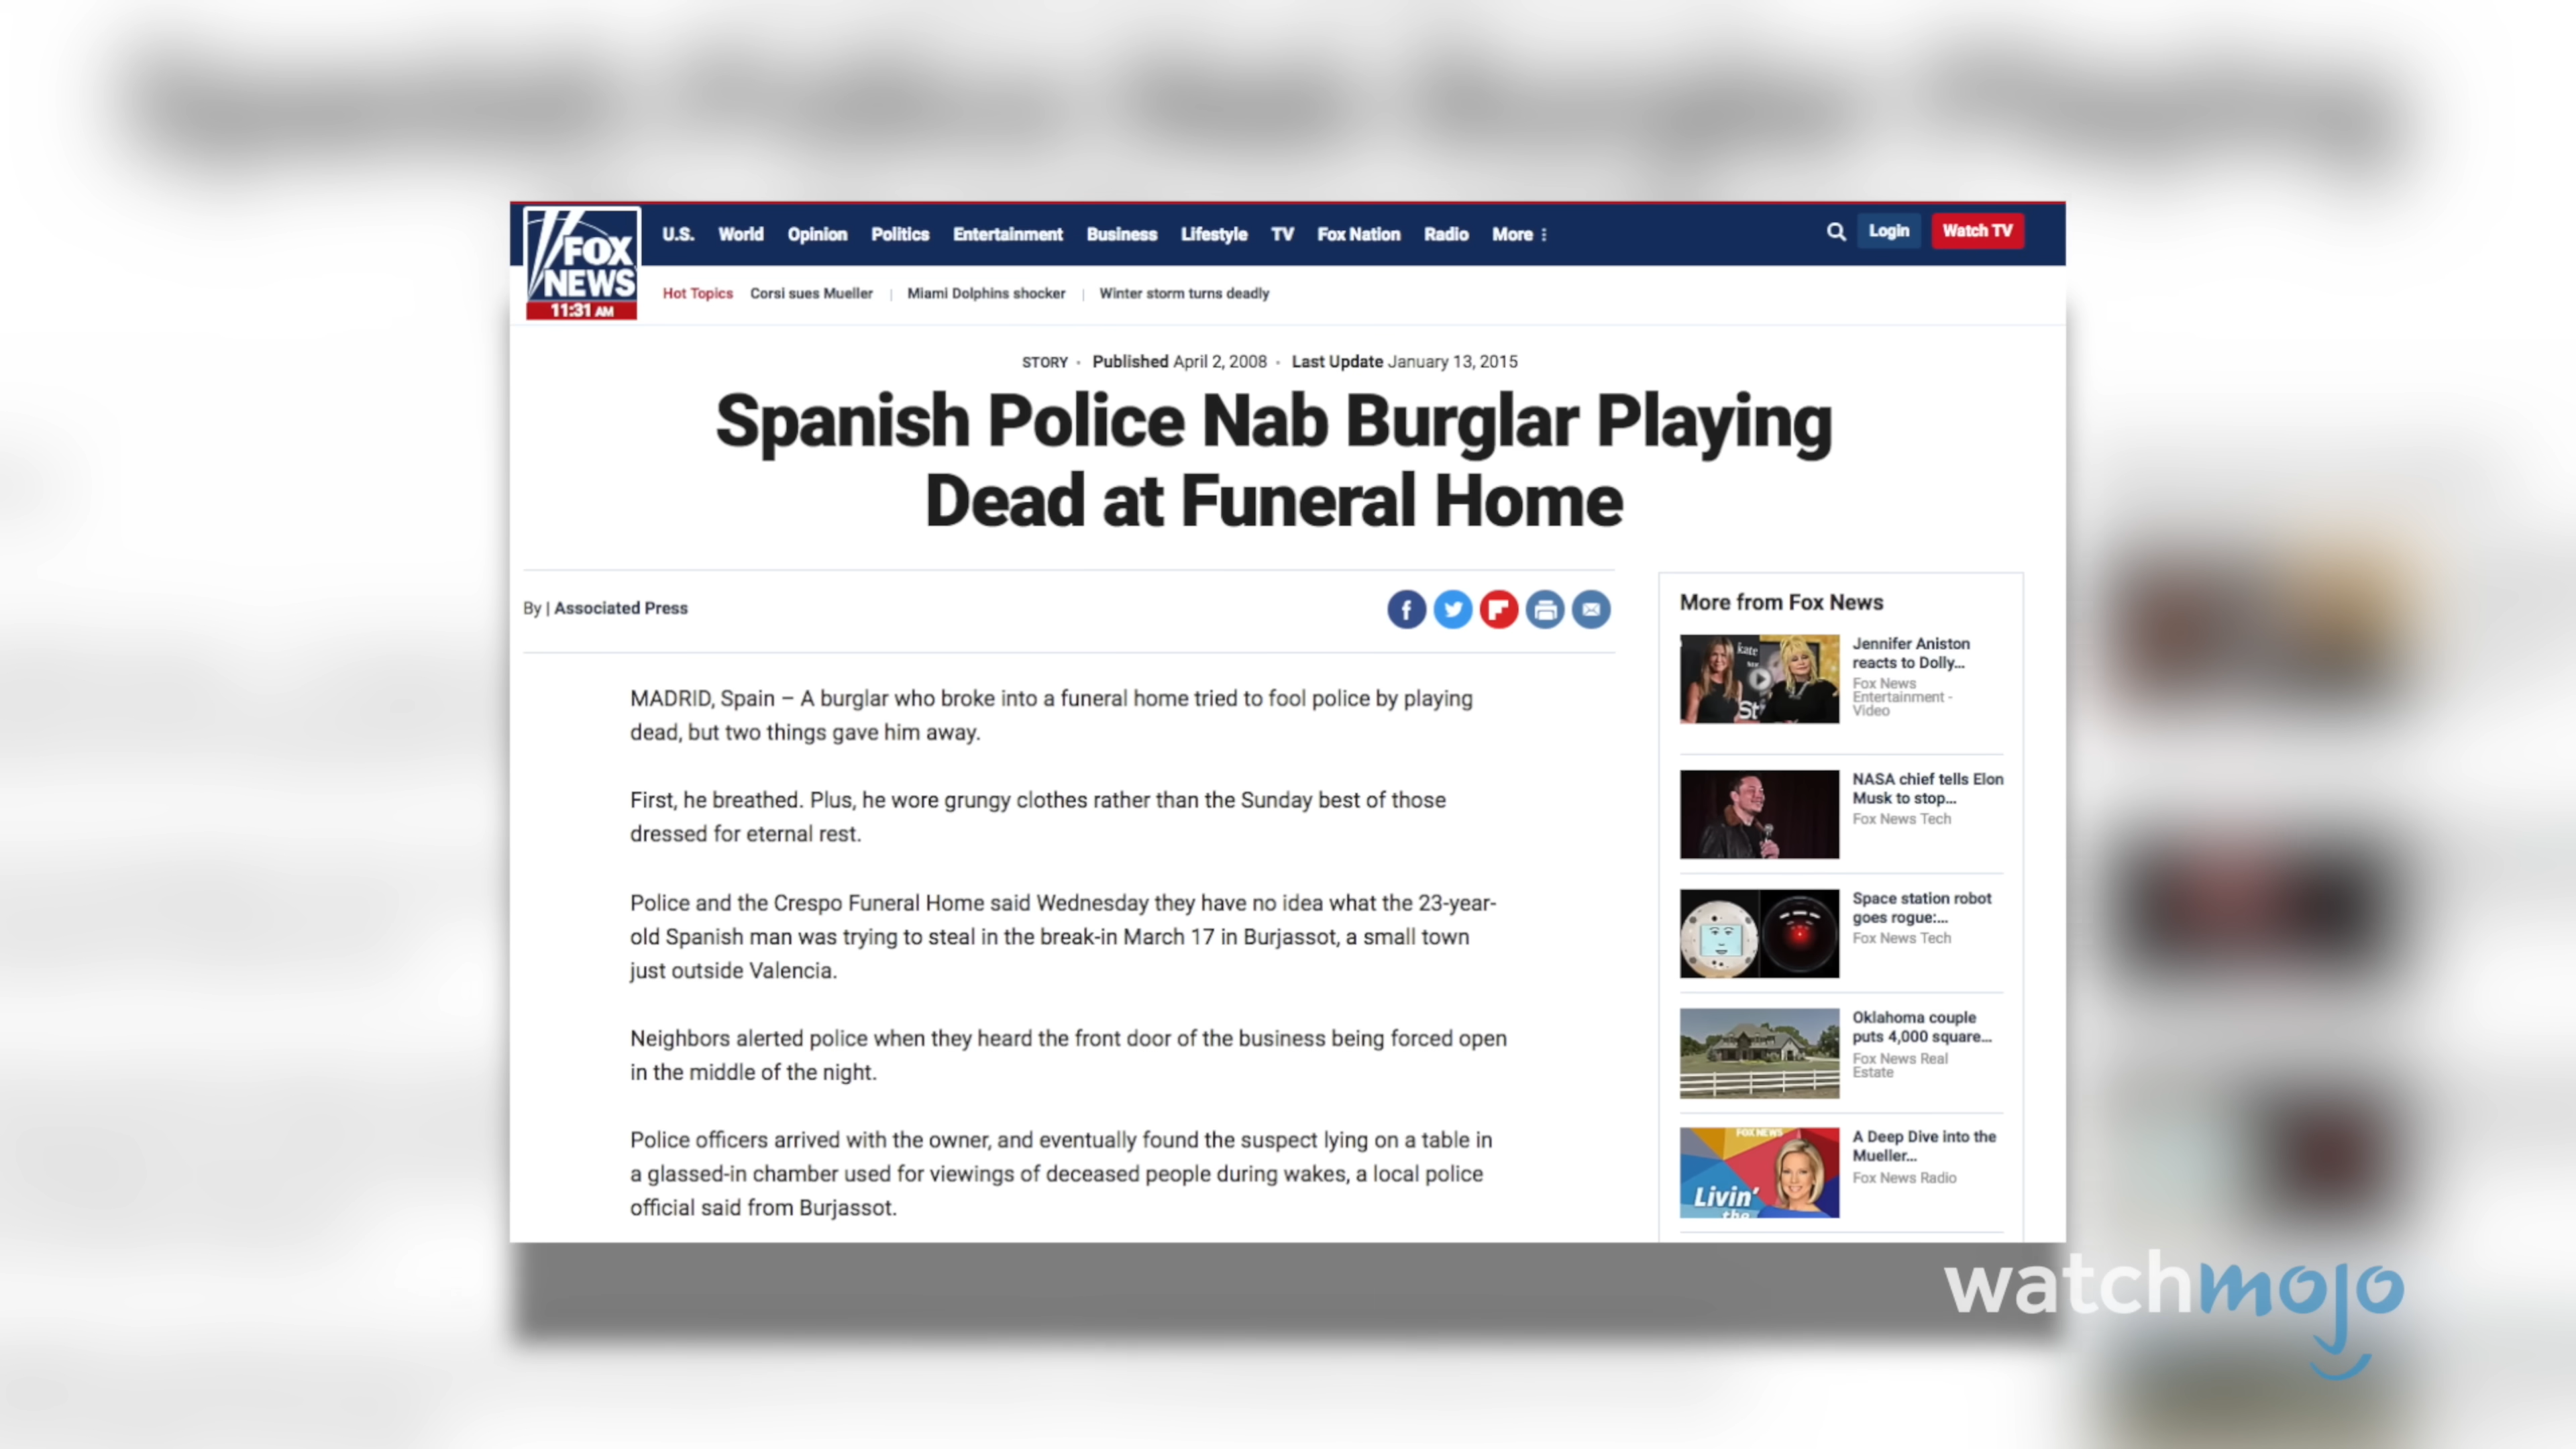 FOX
NEWS
11:31 AM
U.S. World Opinion Politics Entertainment Business Lifestyle TV Fox Nation Radio More
Login
Watch TV
Hot Topics Corsi sues Mueller | Miami Dolphins shocker | Winter storm turns deadly
STORY · Published April 2, 2008 · Last Update January 13, 2015
Spanish Police Nab Burglar Playing
Dead at Funeral Home
By | Associated Press
MADRID, Spain – A burglar who broke into a funeral home tried to fool police by playing
dead, but two things gave him away.
First, he breathed. Plus, he wore grungy clothes rather than the Sunday best of those
dressed for eternal rest.
Police and the Crespo Funeral Home said Wednesday they have no idea what the 23-year-
old Spanish man was trying to steal in the break-in March 17 in Burjassot, a small town
just outside Valencia.
Neighbors alerted police when they heard the front door of the business being forced open
in the middle of the night.
Police officers arrived with the owner, and eventually found the suspect lying on a table in
a glassed-in chamber used for viewings of deceased people during wakes, a local police
official said from Burjassot.
More from Fox News
kate
St
Jennifer Aniston
reacts to Dolly...
Fox News
Entertainment -
Video
NASA chief tells Elon
Musk to stop...
Fox News Tech
Space station robot
goes rogue:...
Fox News Tech
Oklahoma couple
puts 4,000 square...
Fox News Real
Estate
FOX NEWS
Livin'
the
A Deep Dive into the
Mueller...
Fox News Radio
watchmojo